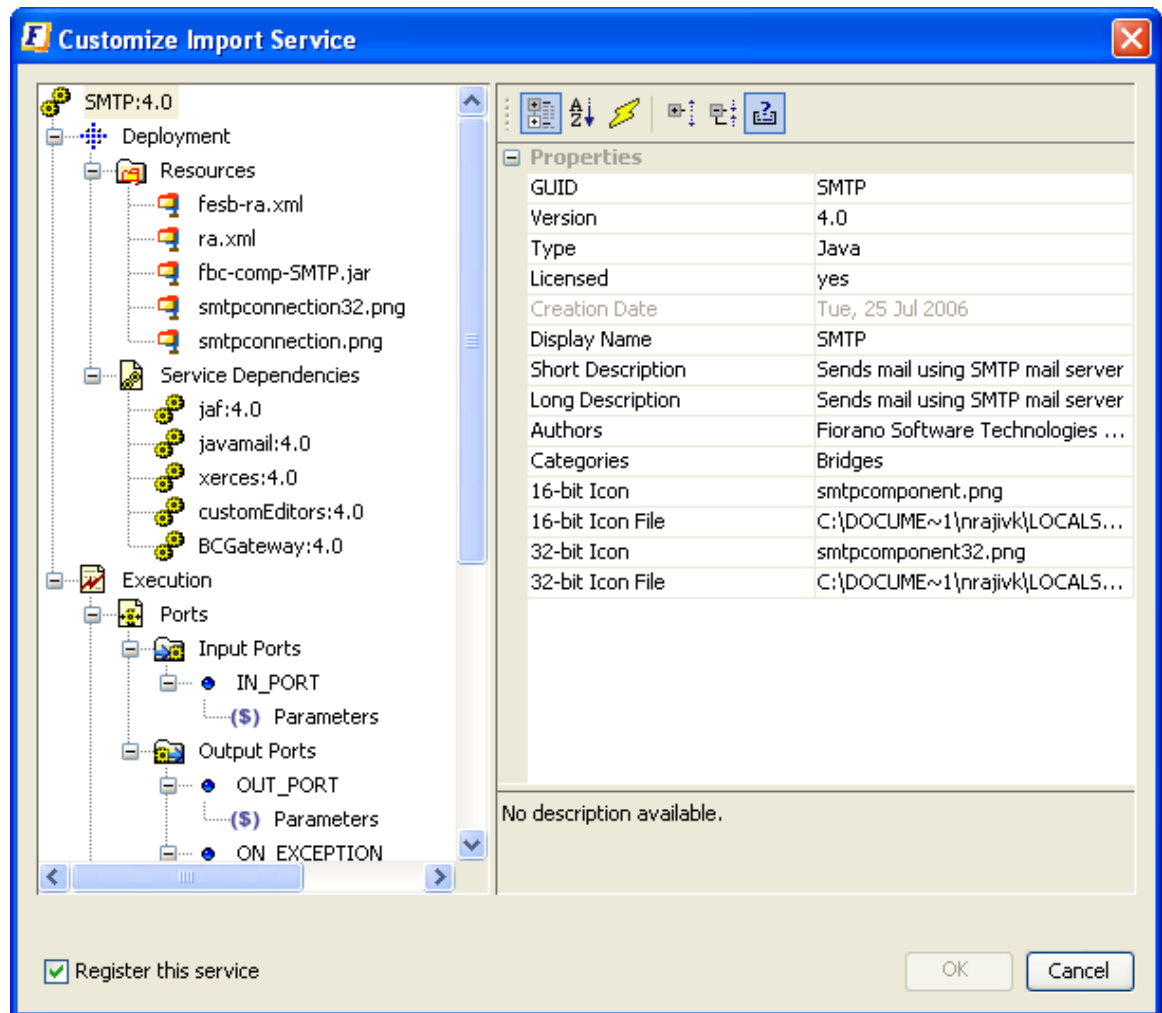 Customize Import Service
SMTP:4.0
Deployment
Resources
fesb-ra.xml
ra.xml
fbc-comp-SMTP.jar
smtpconnection32.png
smtpconnection.png
Service Dependencies
jaf:4.0
javamail:4.0
xerces:4.0
customEditors:4.0
BCGateway:4.0
Execution
Ports
Input Ports
IN_PORT
($) Parameters
Output Ports
OUT_PORT
($) Parameters
ON_EXCEPTION
Properties
GUID SMTP
Version 4.0
Type Java
Licensed yes
Creation Date Tue, 25 Jul 2006
Display Name SMTP
Short Description Sends mail using SMTP mail server
Long Description Sends mail using SMTP mail server
Authors Fiorano Software Technologies ...
Categories Bridges
16-bit Icon smtpcomponent.png
16-bit Icon File C:\DOCUME~1\nrajivk\LOCALS...
32-bit Icon smtpcomponent32.png
32-bit Icon File C:\DOCUME~1\nrajivk\LOCALS...
No description available.
Register this service
OK
Cancel